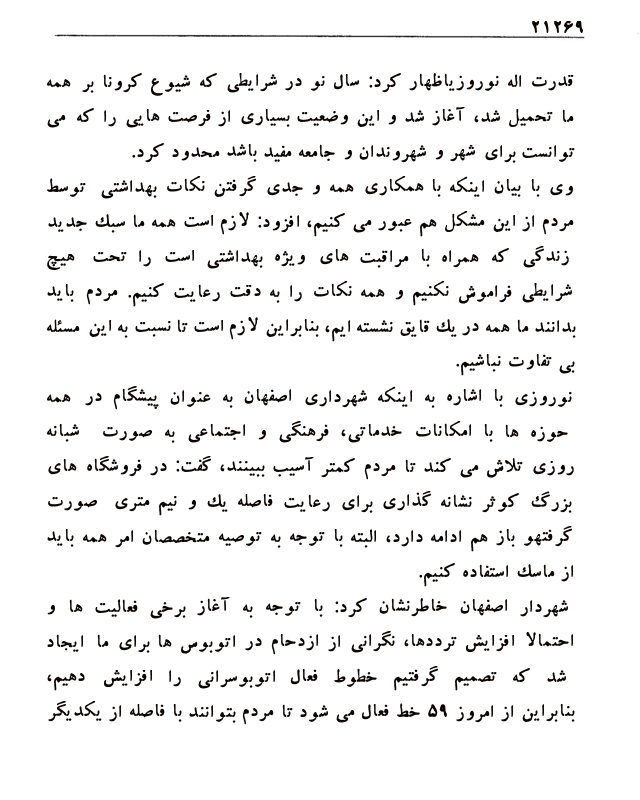 ۲۱۲۶۹
قدرت اله نوروزیاظهار کرد: سال نو در شرایطی که شیوع کرونا بر همه
ما تحمیل شد، آغاز شد و این وضعیت بسیاری از فرصت هایی را که می
توانست برای شهر و شهروندان و جامعه مفید باشد محدود کرد.
وی با بیان اینکه با همکاری همه و جدی گرفتن نکات بهداشتی توسط
مردم از این مشکل هم عبور می کنیم، افزود: لازم است همه ما سبك جدید
زندگی که همراه با مراقبت های ویژه بهداشتی است را تحت هیچ
شرایطی فراموش نکنیم و همه نکات را به دقت رعایت کنیم. مردم باید
بدانند ما همه در یك قایق نشسته ایم، بنابراین لازم است تا نسبت به این مسئله
بی تفاوت نباشیم.
نوروزی با اشاره به اینکه شهرداری اصفهان به عنوان پیشگام در همه
حوزه ها با امکانات خدماتی، فرهنگی و اجتماعی به صورت شبانه
روزی تلاش می کند تا مردم کمتر آسیب ببینند، گفت: در فروشگاه های
بزرگ کوثر نشانه گذاری برای رعایت فاصله یك و نیم متری صورت
گرفتهو باز هم ادامه دارد، البته با توجه به توصیه متخصصان امر همه باید
از ماسك استفاده کنیم.
شهردار اصفهان خاطرنشان کرد: با توجه به آغاز برخی فعالیت ها و
احتمالا افزایش ترددها، نگرانی از ازدحام در اتوبوس ها برای ما ایجاد
شد که تصمیم گرفتیم خطوط فعال اتوبوسرانی را افزایش دهیم،
بنابراین از امروز ۵۹ خط فعال می شود تا مردم بتوانند با فاصله از یکدیگر